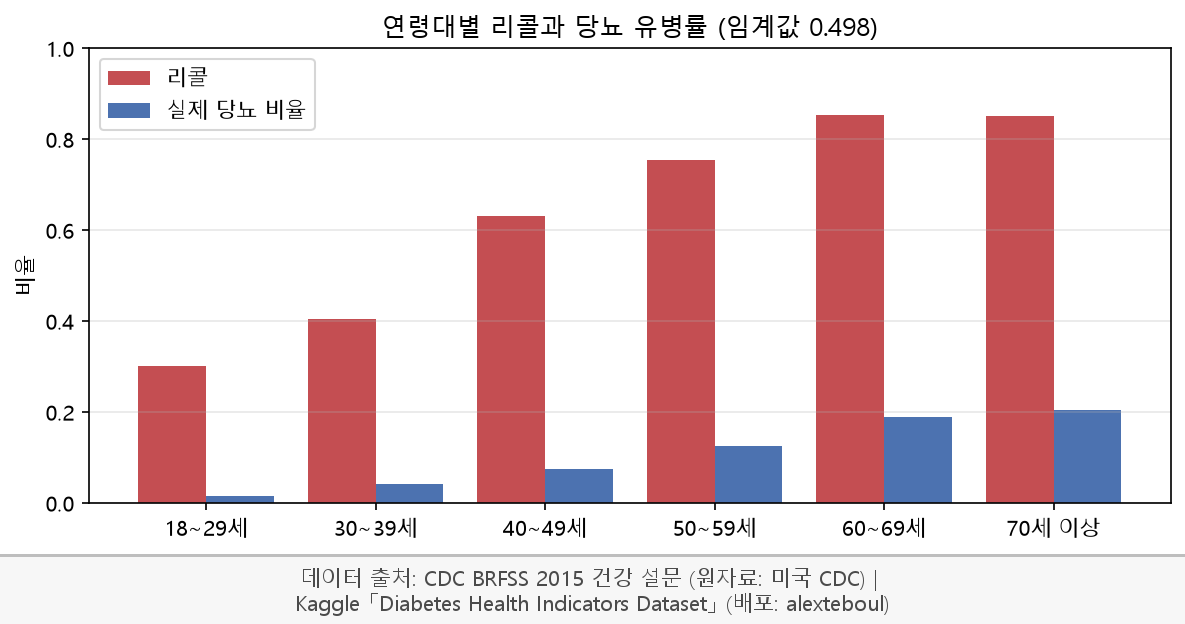 연령대별 리콜과 당뇨 유병률 (임계값 0.498)
리콜
실제 당뇨 비율
비율
1.0
0.8
0.6
0.4
0.2
0.0
18~29세
30~39세
40~49세
50~59세
60~69세
70세 이상
데이터 출처: CDC BRFSS 2015 건강 설문 (원자료: 미국 CDC) |
Kaggle「Diabetes Health Indicators Dataset」(배포: alexteboul)